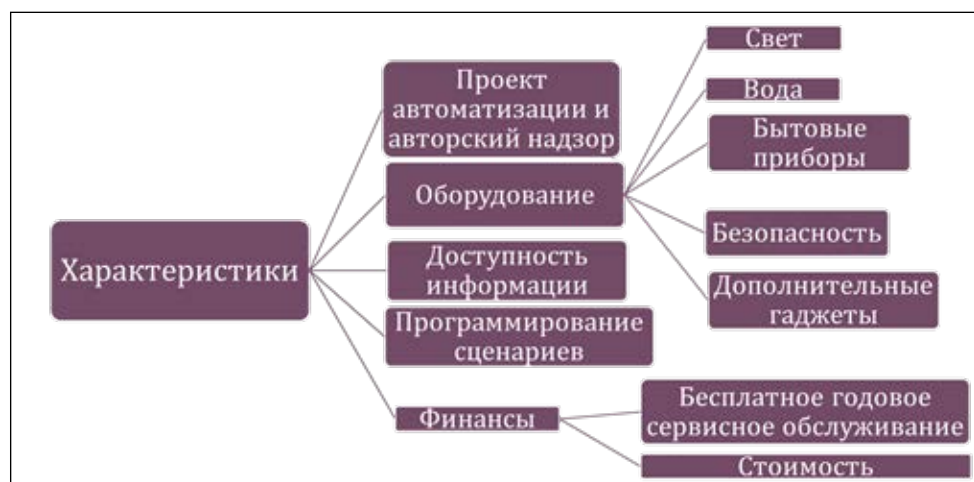 Характеристики
Проект
автоматизации и
авторский надзор
Оборудование
Доступность
информации
Программирование
сценариев
Финансы
Свет
Вода
Бытовые
приборы
Безопасность
Дополнительные
гаджеты
Бесплатное годовое
сервисное обслуживание
Стоимость